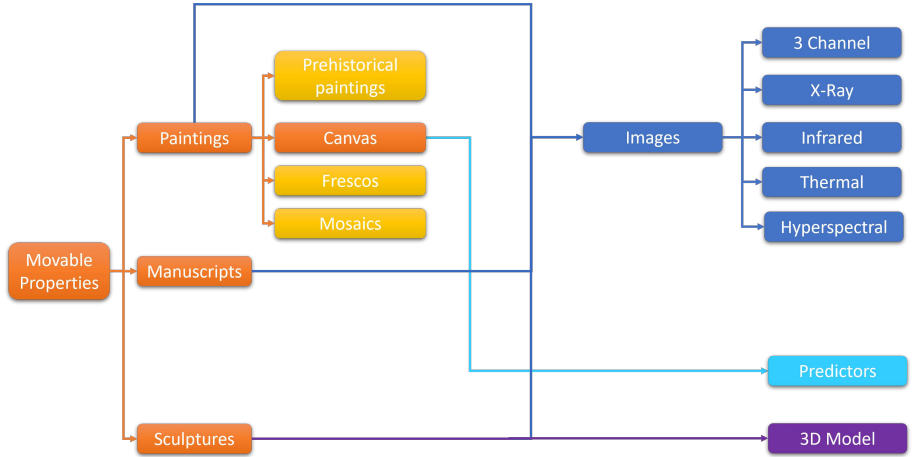 Movable
Properties
Paintings
Manuscripts
Sculptures
Prehistorical
paintings
Canvas
Frescos
Mosaics
Images
3 Channel
X-Ray
Infrared
Thermal
Hyperspectral
Predictors
3D Model